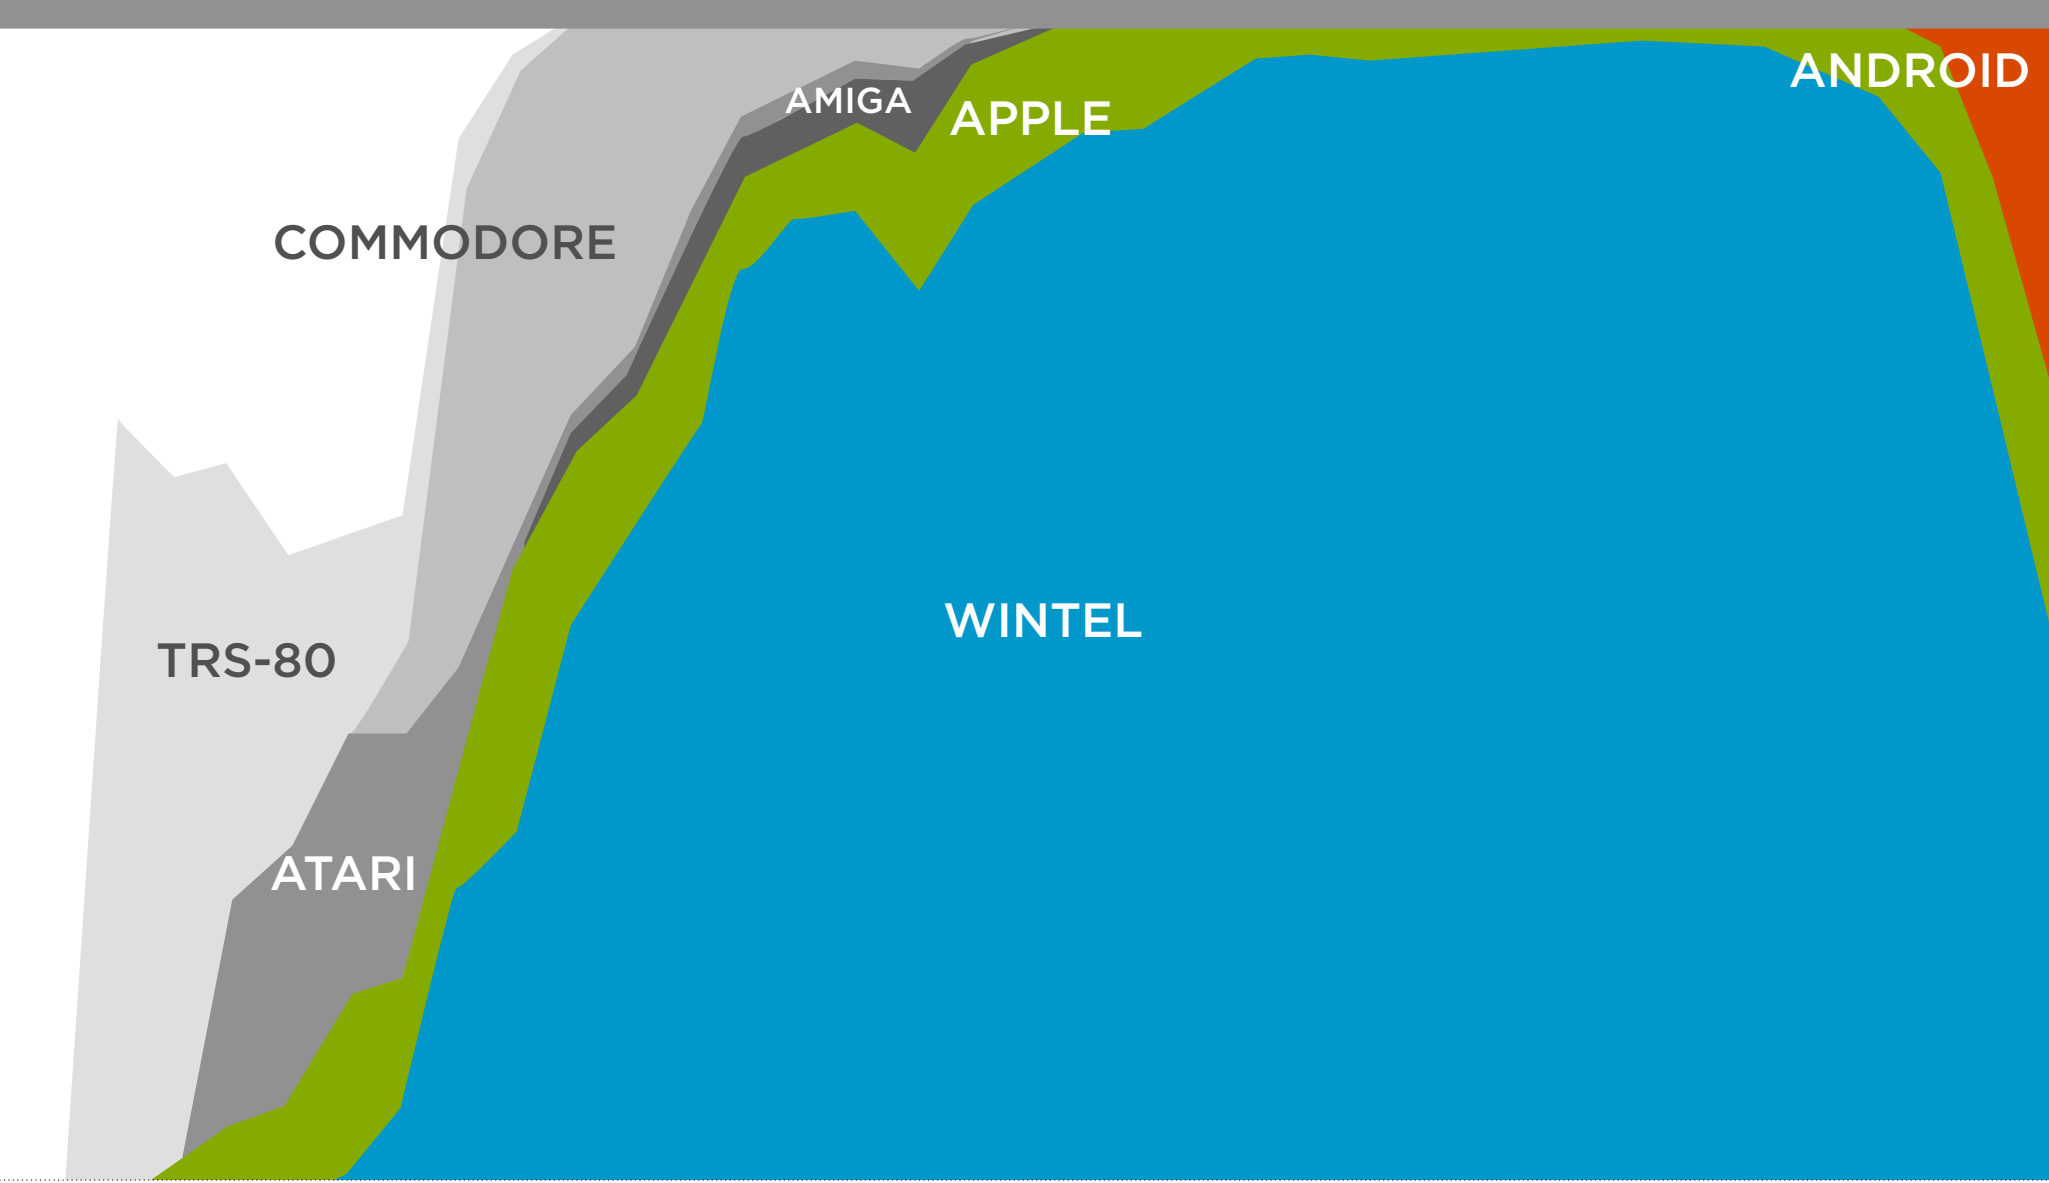 ANDROID
AMIGA
APPLE
COMMODORE
WINTEL
TRS-80
ATARI